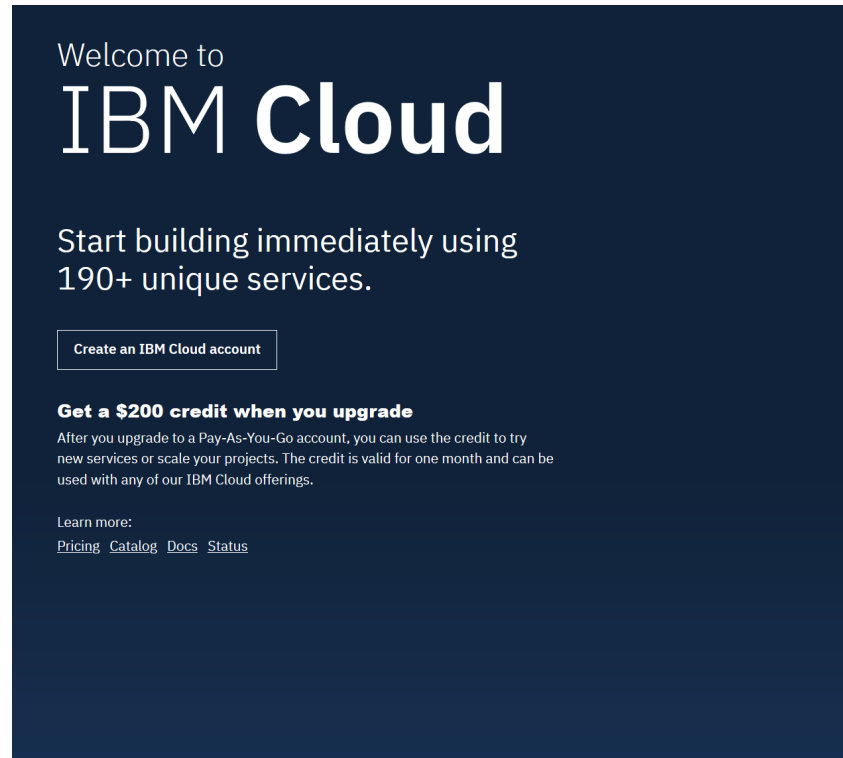 Welcome to
IBM Cloud
Start building immediately using
190+ unique services.
Create an IBM Cloud account
Get a $200 credit when you upgrade
After you upgrade to a Pay-As-You-Go account, you can use the credit to try
new services or scale your projects. The credit is valid for one month and can be
used with any of our IBM Cloud offerings.
Learn more:
Pricing Catalog Docs Status